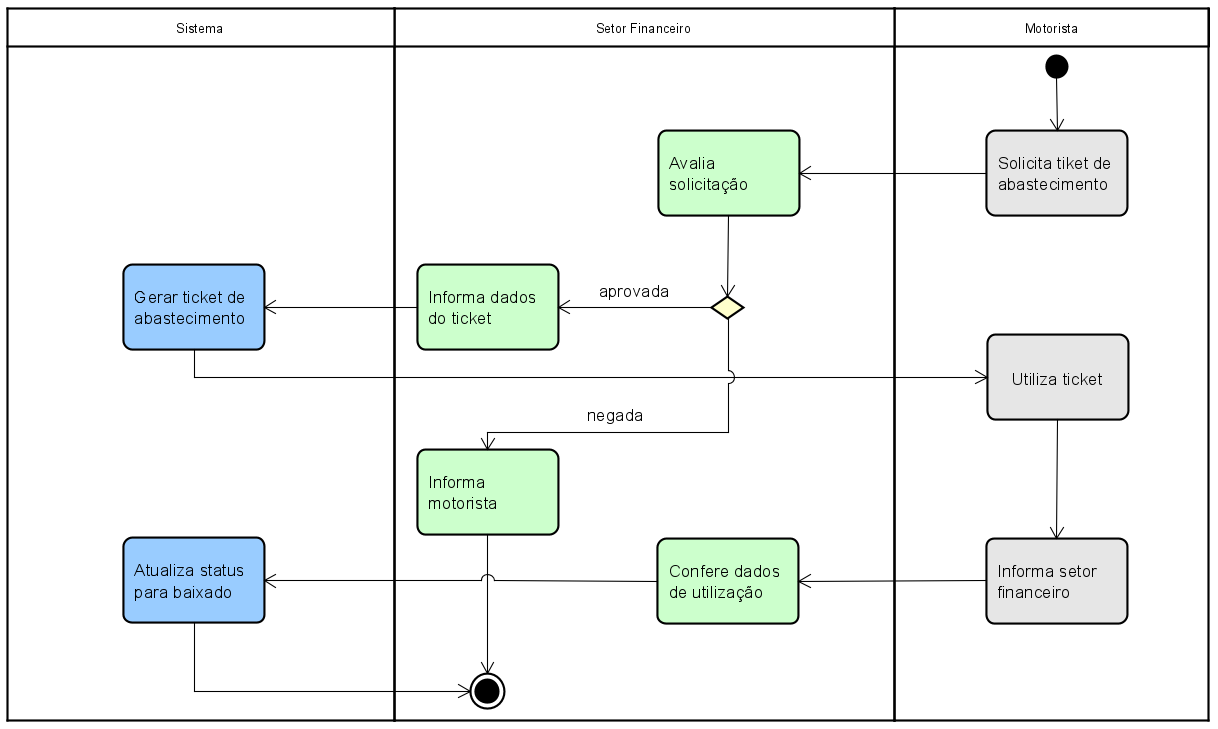 Sistema
Setor Financeiro
Motorista
Avalia
solicitação
Solicita tiket de
abastecimento
Gerar ticket de
abastecimento
Informa dados
do ticket
aprovada
Utiliza ticket
negada
Informa
motorista
Atualiza status
para baixado
Confere dados
de utilização
Informa setor
financeiro